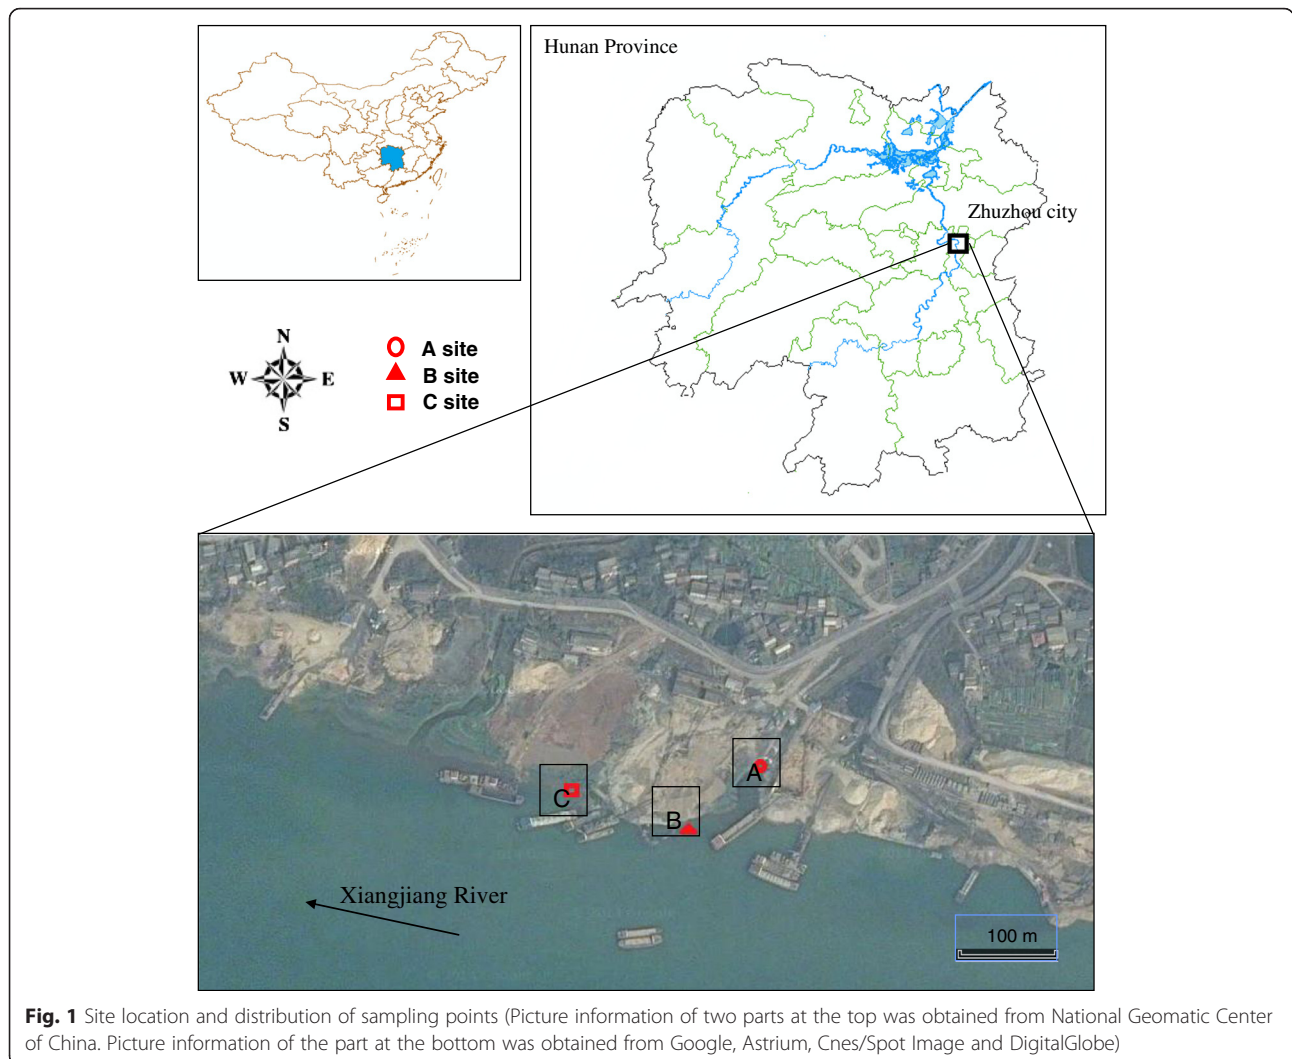 Hunan Province
Zhuzhou city
N
W
E
S
A site
B site
C site
A
B
C
Xiangjiang River
100 m
Fig. 1 Site location and distribution of sampling points (Picture information of two parts at the top was obtained from National Geomatic Center
of China. Picture information of the part at the bottom was obtained from Google, Astrium, Cnes/Spot Image and DigitalGlobe)